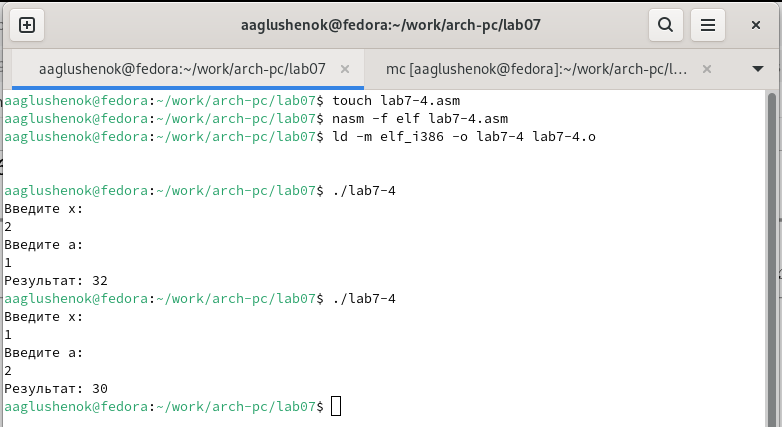 aaglushenok@fedora:~/work/arch-pc/lab07
aaglushenok@fedora:~/work/arch-pc/lab07 × mc [aaglushenok@fedora]:~/work/arch-pc/l... ×
aaglushenok@fedora:~/work/arch-pc/lab07$ touch lab7-4.asm
aaglushenok@fedora:~/work/arch-pc/lab07$ nasm -f elf lab7-4.asm
aaglushenok@fedora:~/work/arch-pc/lab07$ ld -m elf_i386 -o lab7-4 lab7-4.o
aaglushenok@fedora:~/work/arch-pc/lab07$ ./lab7-4
Введите x:
2
Введите a:
1
Результат: 32
aaglushenok@fedora:~/work/arch-pc/lab07$ ./lab7-4
Введите x:
1
Введите a:
2
Результат: 30
aaglushenok@fedora:~/work/arch-pc/lab07$